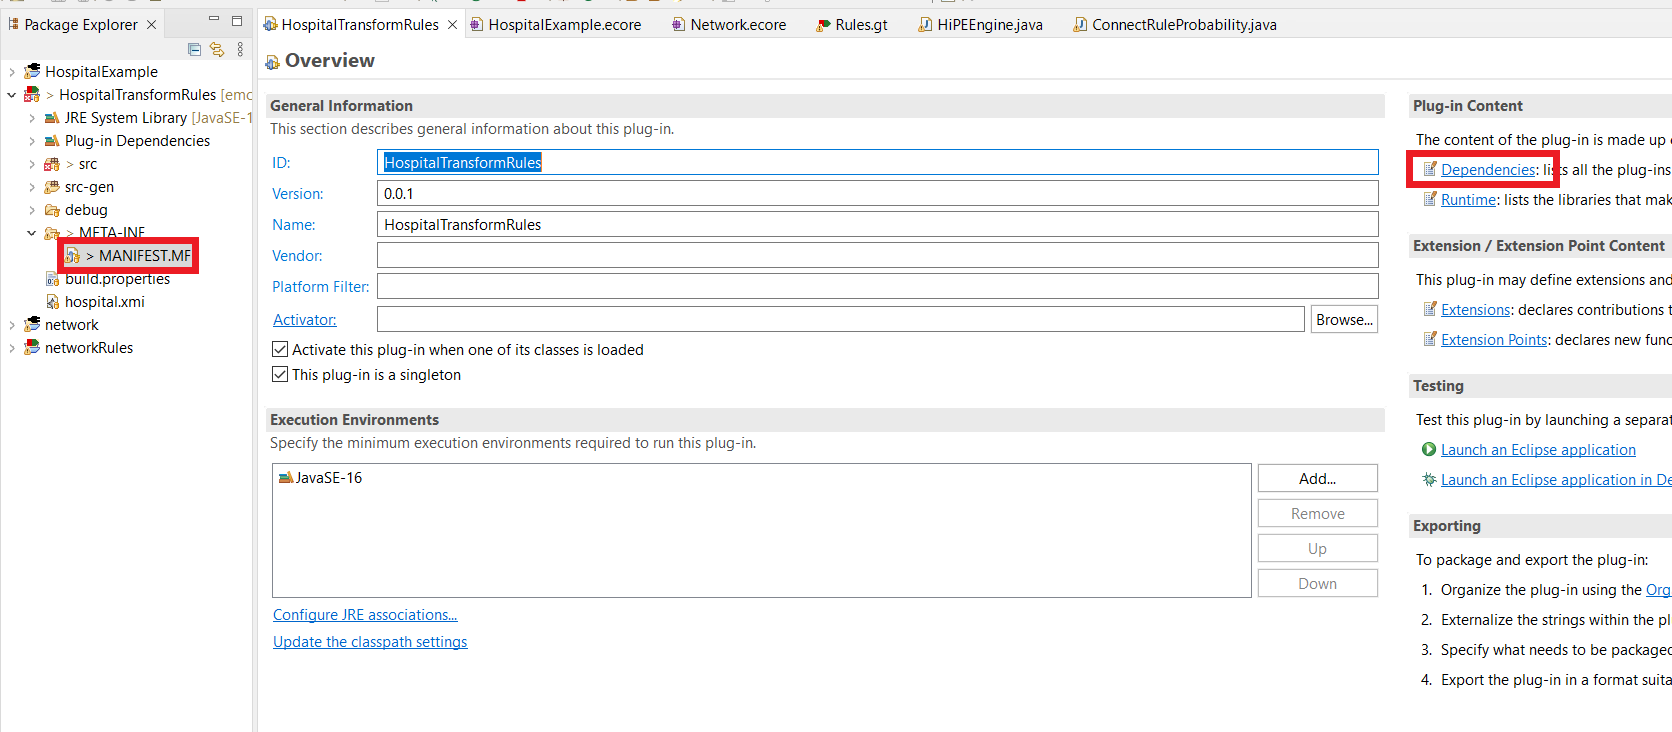 Package Explorer
HospitalTransformRules
HospitalExample.ecore
Network.ecore
Rules.gt
HiPEEngine.java
ConnectRuleProbability.java
HospitalExample
> HospitalTransformRules [emo
JRE System Library [JavaSE-1
Plug-in Dependencies
> src
src-gen
debug
> META-INF
> MANIFEST.MF
build.properties
hospital.xmi
network
networkRules
Overview
General Information
This section describes general information about this plug-in.
ID: HospitalTransformRules
Version: 0.0.1
Name: HospitalTransformRules
Vendor:
Platform Filter:
Activator:
Browse...
Activate this plug-in when one of its classes is loaded
This plug-in is a singleton
Execution Environments
Specify the minimum execution environments required to run this plug-in.
JavaSE-16
Add...
Remove
Up
Down
Configure JRE associations...
Update the classpath settings
Plug-in Content
The content of the plug-in is made up
Dependencies: lists all the plug-ins
Runtime: lists the libraries that mak
Extension / Extension Point Content
This plug-in may define extensions and
Extensions: declares contributions t
Extension Points: declares new func
Testing
Test this plug-in by launching a separat
Launch an Eclipse application
Launch an Eclipse application in De
Exporting
To package and export the plug-in:
1. Organize the plug-in using the Org
2. Externalize the strings within the pl
3. Specify what needs to be packaged
4. Export the plug-in in a format suita